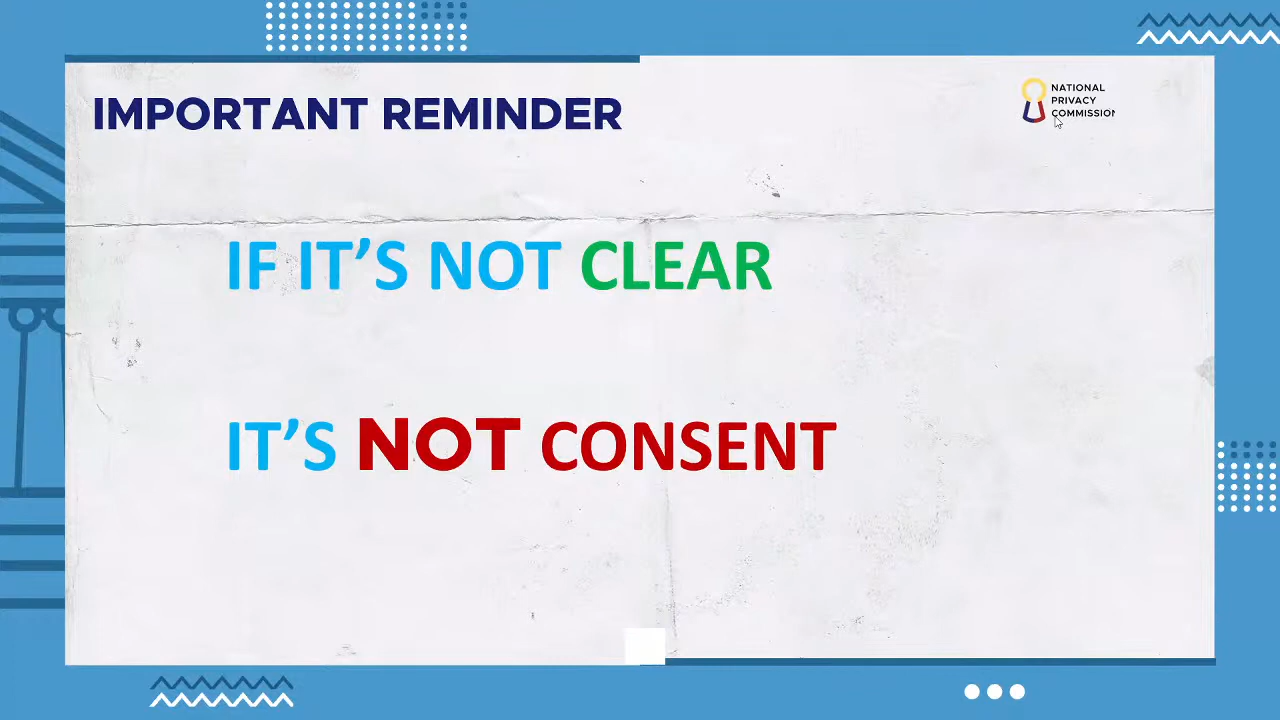 IMPORTANT REMINDER
NATIONAL
PRIVACY
COMMISSION
IF IT’S NOT CLEAR
IT’S NOT CONSENT